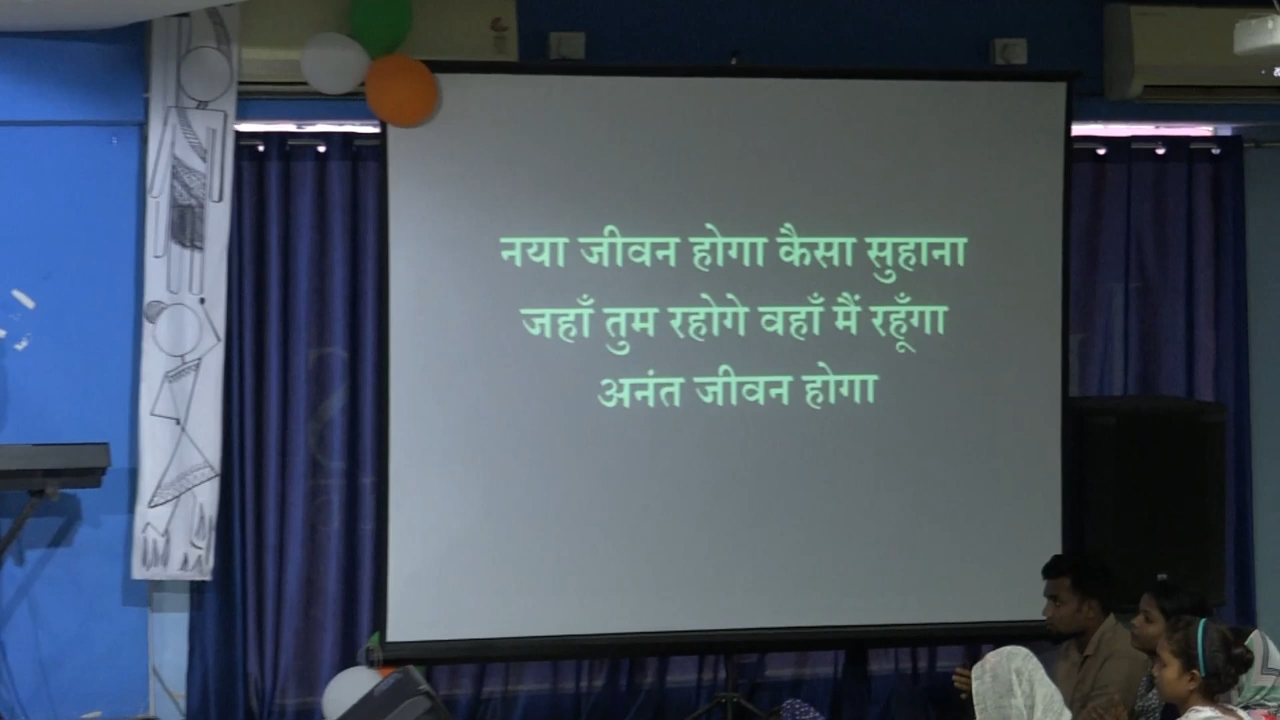 नया जीवन होगा कैसा सुहाना
जहाँ तुम रहोगे वहाँ मैं रहूँगा
अनंत जीवन होगा